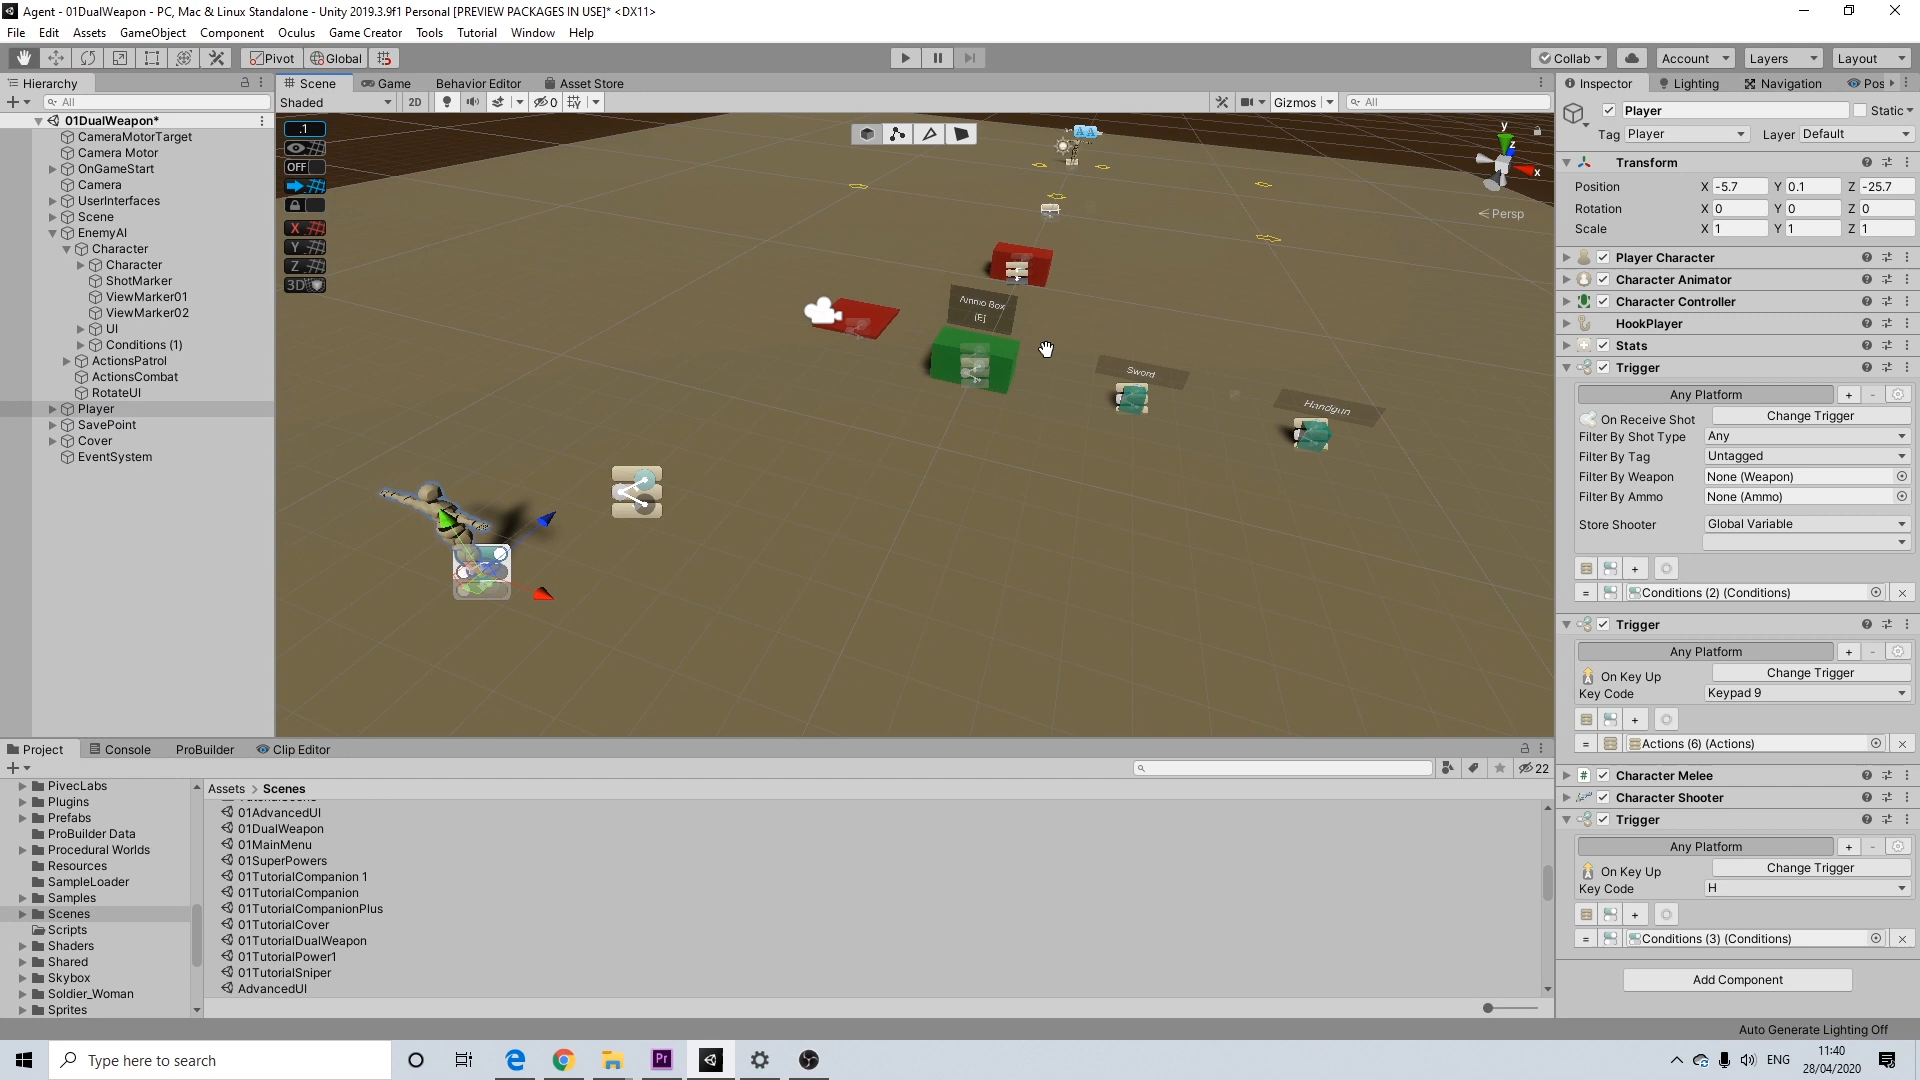 Agent - 01DualWeapon - PC, Mac & Linux Standalone - Unity 2019.3.9f1 Personal [PREVIEW PACKAGES IN USE]* <DX11>
File Edit Assets GameObject Component Oculus Game Creator Tools Tutorial Window Help
Pivot Global Collab Account Layers Layout
Hierarchy
All
01DualWeapon*
CameraMotorTarget
Camera Motor
OnGameStart
Camera
UserInterfaces
Scene
EnemyAI
Character
Character
ShotMarker
ViewMarker01
ViewMarker02
UI
Conditions (1)
ActionsPatrol
ActionsCombat
RotateUI
Player
SavePoint
Cover
EventSystem
Scene Game Behavior Editor Asset Store
Shaded 2D 0 Gizmos All
.1
OFF
X
Y
Z
3D
y
z
x
Persp
Ammo Box
[E]
Sword
Handgun
Inspector Lighting Navigation Pos
Player Static
Tag Player Layer Default
Transform
Position X -5.7 Y 0.1 Z -25.7
Rotation X 0 Y 0 Z 0
Scale X 1 Y 1 Z 1
Player Character
Character Animator
Character Controller
HookPlayer
Stats
Trigger
Any Platform + -
On Receive Shot Change Trigger
Filter By Shot Type Any
Filter By Tag Untagged
Filter By Weapon None (Weapon)
Filter By Ammo None (Ammo)
Store Shooter Global Variable
+
= Conditions (2) (Conditions)
Trigger
Any Platform + -
On Key Up Change Trigger
Key Code Keypad 9
+
= Actions (6) (Actions)
Character Melee
Character Shooter
Trigger
Any Platform + -
On Key Up Change Trigger
Key Code H
+
= Conditions (3) (Conditions)
Add Component
Project Console ProBuilder Clip Editor
22
PivecLabs
Plugins
Prefabs
ProBuilder Data
Procedural Worlds
Resources
SampleLoader
Samples
Scenes
Scripts
Shaders
Shared
Skybox
Soldier_Woman
Sprites
Assets > Scenes
01AdvancedUI
01DualWeapon
01MainMenu
01SuperPowers
01TutorialCompanion 1
01TutorialCompanion
01TutorialCompanionPlus
01TutorialCover
01TutorialDualWeapon
01TutorialPower1
01TutorialSniper
AdvancedUI
Auto Generate Lighting Off
Type here to search
Pr
ENG
11:40
28/04/2020